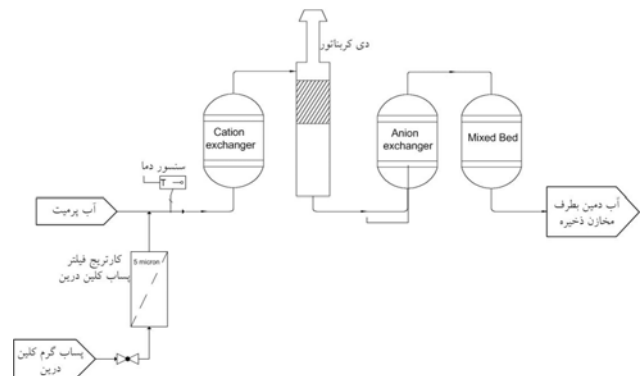 دی کربناتور
Cation
exchanger
Anion
exchanger
Mixed Bed
سنسور دما
T
آب پرمیت
آب دمین بطرف
مخازن ذخیره
5 micron
کارتریج فیلتر
پساب کلین درین
پساب گرم کلین
درین